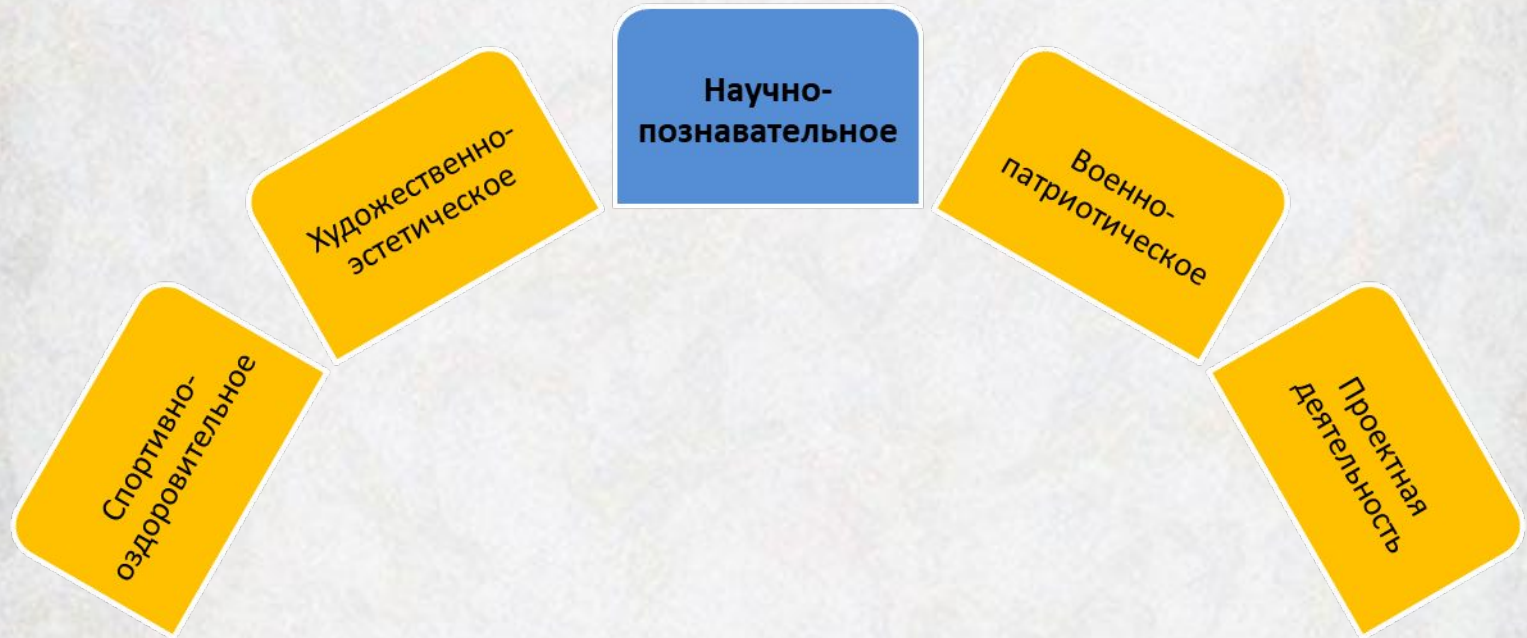 Спортивно-
оздоровительное
Художественно-
эстетическое
Научно-
познавательное
Военно-
патриотическое
Проектная
деятельность